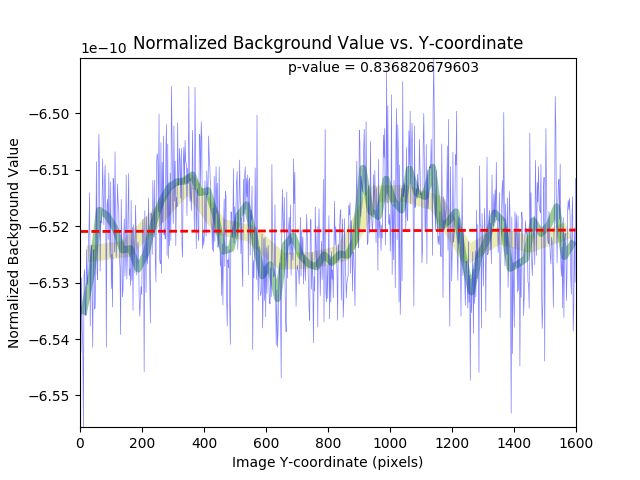 Normalized Background Value vs. Y-coordinate
1e−10
p-value = 0.836820679603
−6.50
−6.51
−6.52
−6.53
−6.54
−6.55
Normalized Background Value
0 200 400 600 800 1000 1200 1400 1600
Image Y-coordinate (pixels)